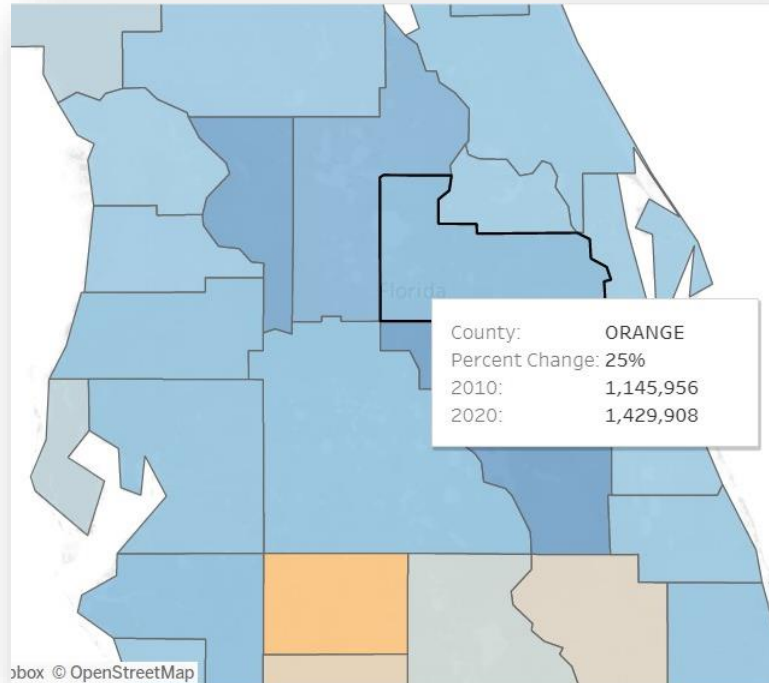 Florida
County: ORANGE
Percent Change: 25%
2010: 1,145,956
2020: 1,429,908
box © OpenStreetMap